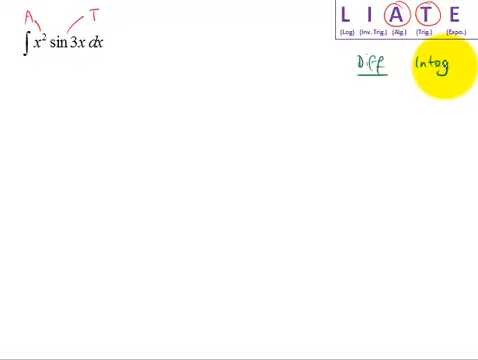 L I A T E
(Log) (Inv. Trig.) (Alg.) (Trig.) (Expo.)
A T
∫ x² sin 3x dx
Diff Integ